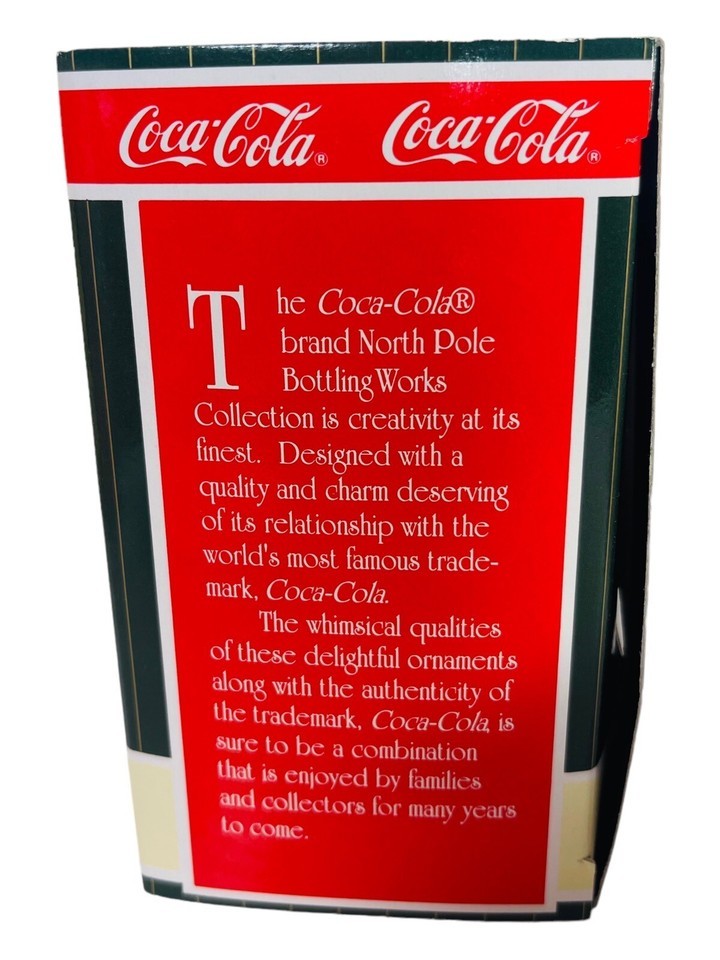 Coca-Cola® Coca-Cola®
The Coca-Cola®
brand North Pole
Bottling Works
Collection is creativity at its
finest. Designed with a
quality and charm deserving
of its relationship with the
world's most famous trade-
mark, Coca-Cola.
The whimsical qualities
of these delightful ornaments
along with the authenticity of
the trademark, Coca-Cola, is
sure to be a combination
that is enjoyed by families
and collectors for many years
to come.